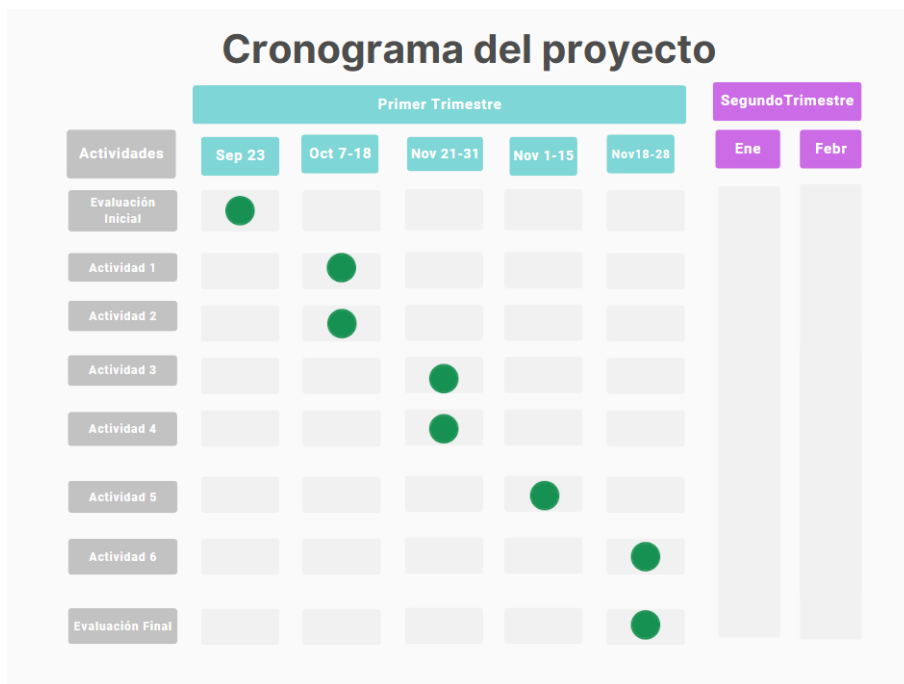 Cronograma del proyecto
Primer Trimestre
SegundoTrimestre
Actividades
Sep 23
Oct 7-18
Nov 21-31
Nov 1-15
Nov18-28
Ene
Febr
Evaluación
Inicial
Actividad 1
Actividad 2
Actividad 3
Actividad 4
Actividad 5
Actividad 6
Evaluación Final